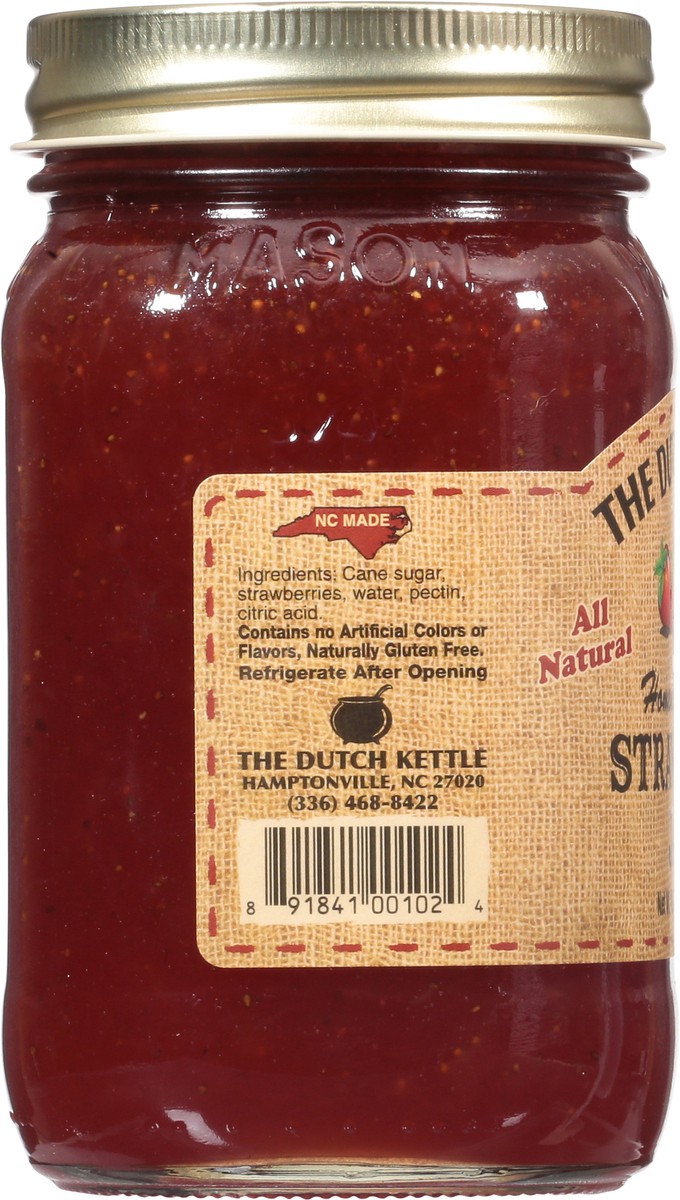 MASON
NC MADE
Ingredients: Cane sugar,
strawberries, water, pectin,
citric acid.
Contains no Artificial Colors or
Flavors, Naturally Gluten Free.
Refrigerate After Opening
THE DUTCH KETTLE
HAMPTONVILLE, NC 27020
(336) 468-8422
8 91841 00102 4
THE
All
Natural